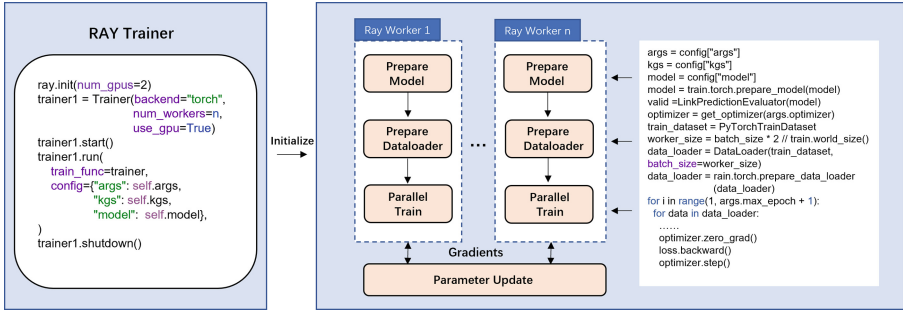 RAY Trainer
ray.init(num_gpus=2)
trainer1 = Trainer(backend="torch",
num_workers=n,
use_gpu=True)
trainer1.start()
trainer1.run(
train_func=trainer,
config={"args": self.args,
"kgs": self.kgs,
"model": self.model},
)
trainer1.shutdown()
Initialize
Ray Worker 1
Prepare
Model
Prepare
Dataloader
Parallel
Train
...
Ray Worker n
Prepare
Model
Prepare
Dataloader
Parallel
Train
Gradients
Parameter Update
args = config["args"]
kgs = config["kgs"]
model = config["model"]
model = train.torch.prepare_model(model)
valid =LinkPredictionEvaluator(model)
optimizer = get_optimizer(args.optimizer)
train_dataset = PyTorchTrainDataset
worker_size = batch_size * 2 // train.world_size()
data_loader = DataLoader(train_dataset,
batch_size=worker_size)
data_loader = rain.torch.prepare_data_loader
(data_loader)
for i in range(1, args.max_epoch + 1):
for data in data_loader:
......
optimizer.zero_grad()
loss.backward()
optimizer.step()